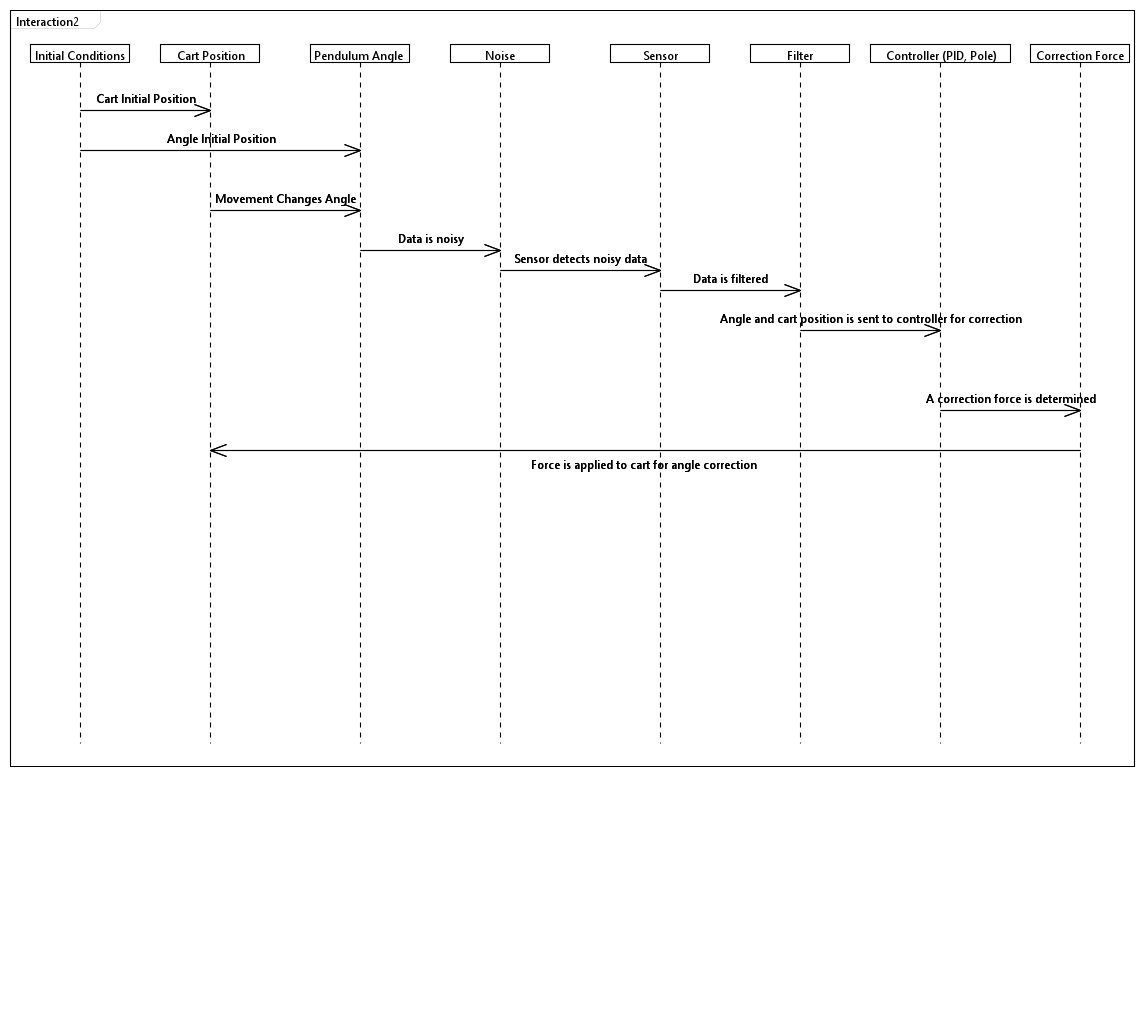 Interaction2
Initial Conditions
Cart Position
Pendulum Angle
Noise
Sensor
Filter
Controller (PID, Pole)
Correction Force
Cart Initial Position
Angle Initial Position
Movement Changes Angle
Data is noisy
Sensor detects noisy data
Data is filtered
Angle and cart position is sent to controller for correction
A correction force is determined
Force is applied to cart for angle correction